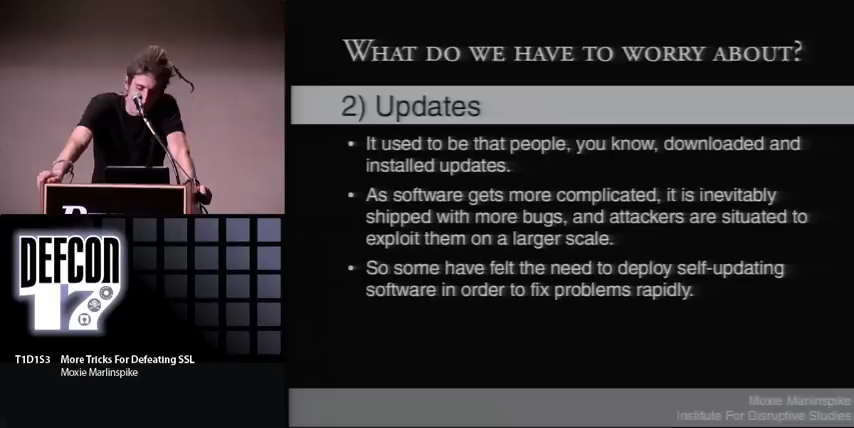 WHAT DO WE HAVE TO WORRY ABOUT?
2) Updates
• It used to be that people, you know, downloaded and
installed updates.
• As software gets more complicated, it is inevitably
shipped with more bugs, and attackers are situated to
exploit them on a larger scale.
• So some have felt the need to deploy self-updating
software in order to fix problems rapidly.
DEFCON
17
T1D1S3 More Tricks For Defeating SSL
Moxie Marlinspike
Moxie Marlinspike
Institute For Disruptive Studies